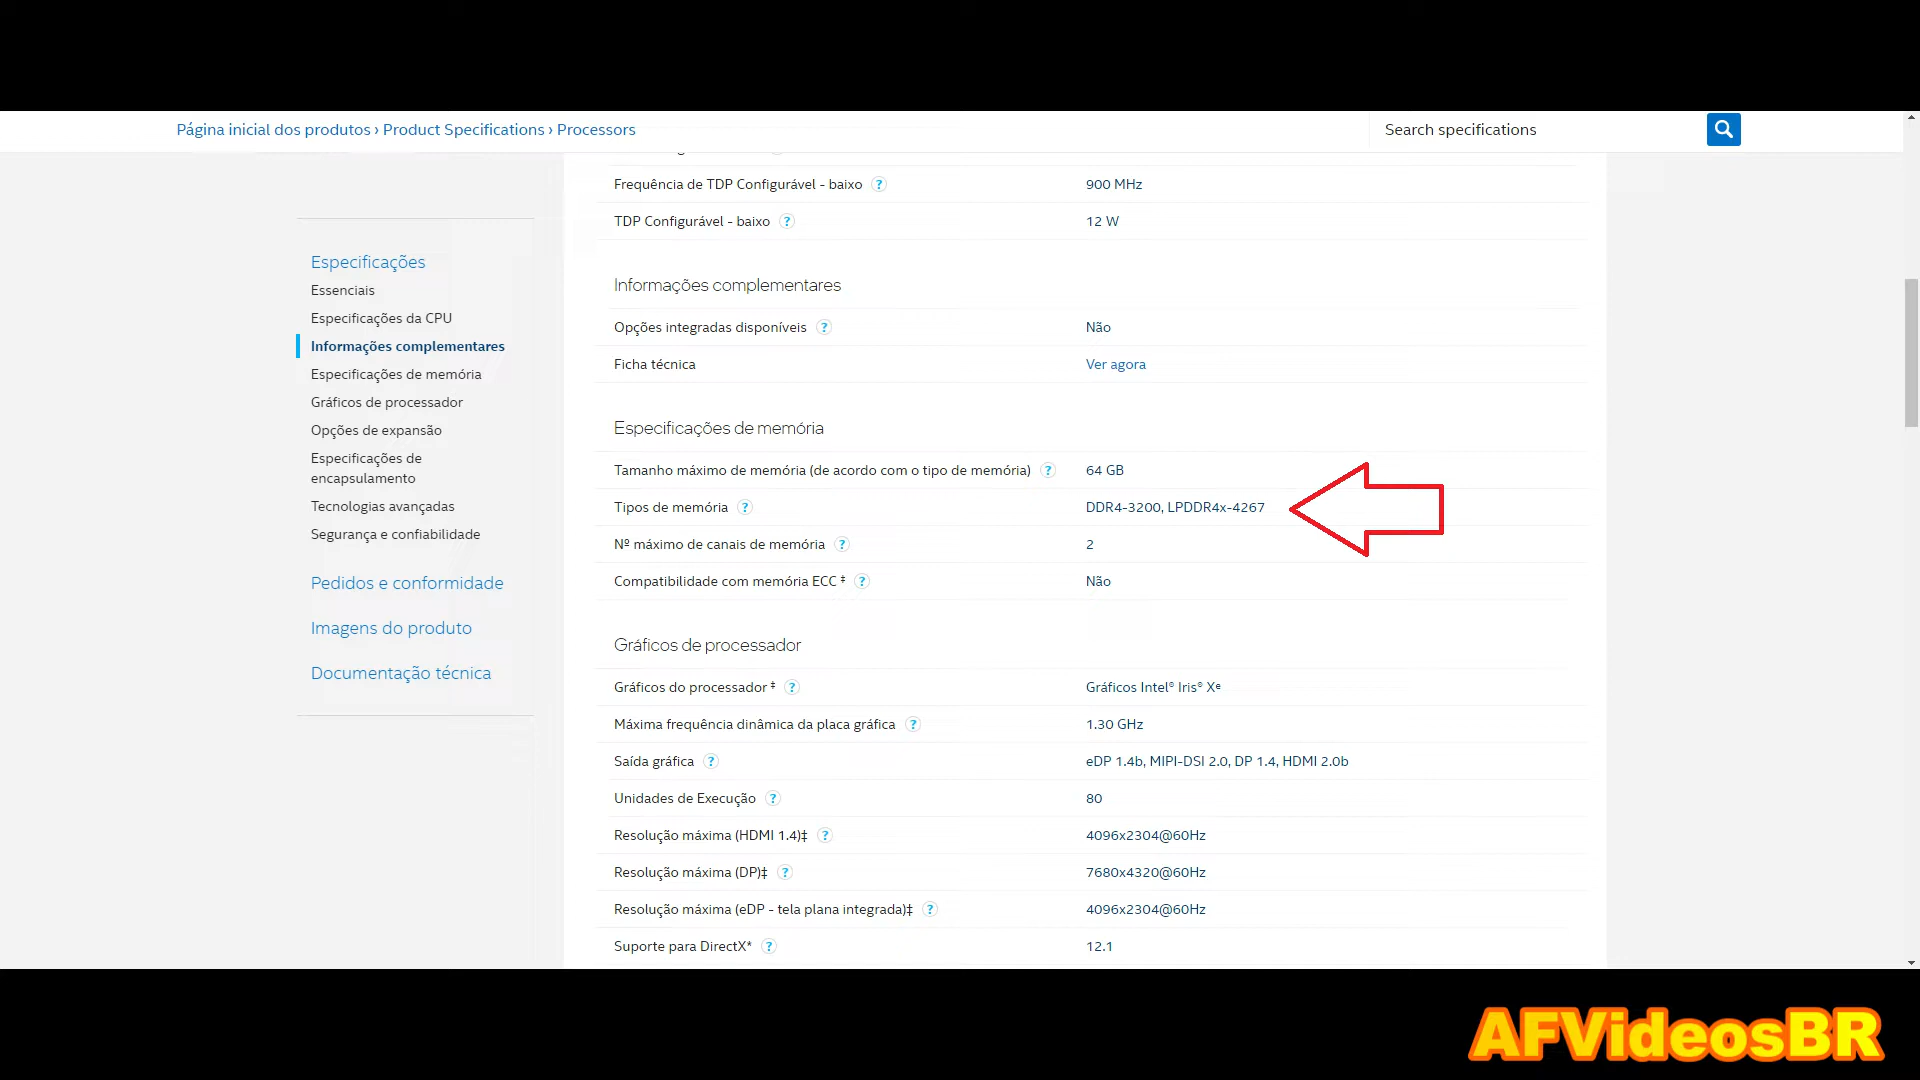 Página inicial dos produtos › Product Specifications › Processors
Search specifications
Frequência de TDP Configurável - baixo ? 900 MHz
TDP Configurável - baixo ? 12 W
Especificações
Essenciais
Especificações da CPU
Informações complementares
Especificações de memória
Gráficos de processador
Opções de expansão
Especificações de
encapsulamento
Tecnologias avançadas
Segurança e confiabilidade
Pedidos e conformidade
Imagens do produto
Documentação técnica
Informações complementares
Opções integradas disponíveis ? Não
Ficha técnica Ver agora
Especificações de memória
Tamanho máximo de memória (de acordo com o tipo de memória) ? 64 GB
Tipos de memória ? DDR4-3200, LPDDR4x-4267
Nº máximo de canais de memória ? 2
Compatibilidade com memória ECC ‡ ? Não
Gráficos de processador
Gráficos do processador ‡ ? Gráficos Intel® Iris® Xᵉ
Máxima frequência dinâmica da placa gráfica ? 1.30 GHz
Saída gráfica ? eDP 1.4b, MIPI-DSI 2.0, DP 1.4, HDMI 2.0b
Unidades de Execução ? 80
Resolução máxima (HDMI 1.4)‡ ? 4096x2304@60Hz
Resolução máxima (DP)‡ ? 7680x4320@60Hz
Resolução máxima (eDP - tela plana integrada)‡ ? 4096x2304@60Hz
Suporte para DirectX* ? 12.1
AFVideosBR